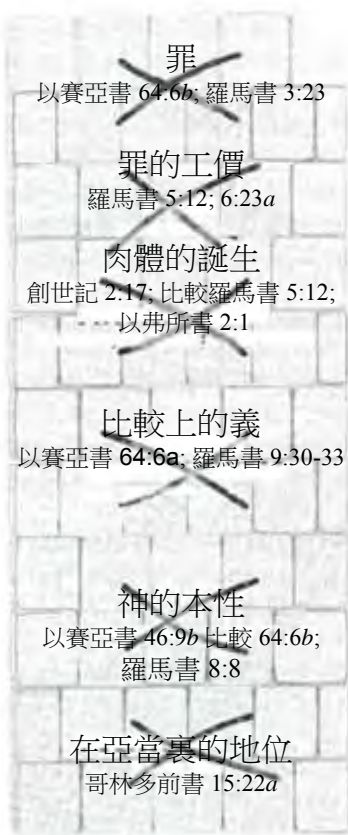 罪
以賽亞書 64:6b; 羅馬書 3:23
罪的工價
羅馬書 5:12; 6:23a
肉體的誕生
創世記 2:17; 比較羅馬書 5:12;
以弗所書 2:1
比較上的義
以賽亞書 64:6a; 羅馬書 9:30-33
神的本性
以賽亞書 46:9b 比較 64:6b;
羅馬書 8:8
在亞當裏的地位
哥林多前書 15:22a